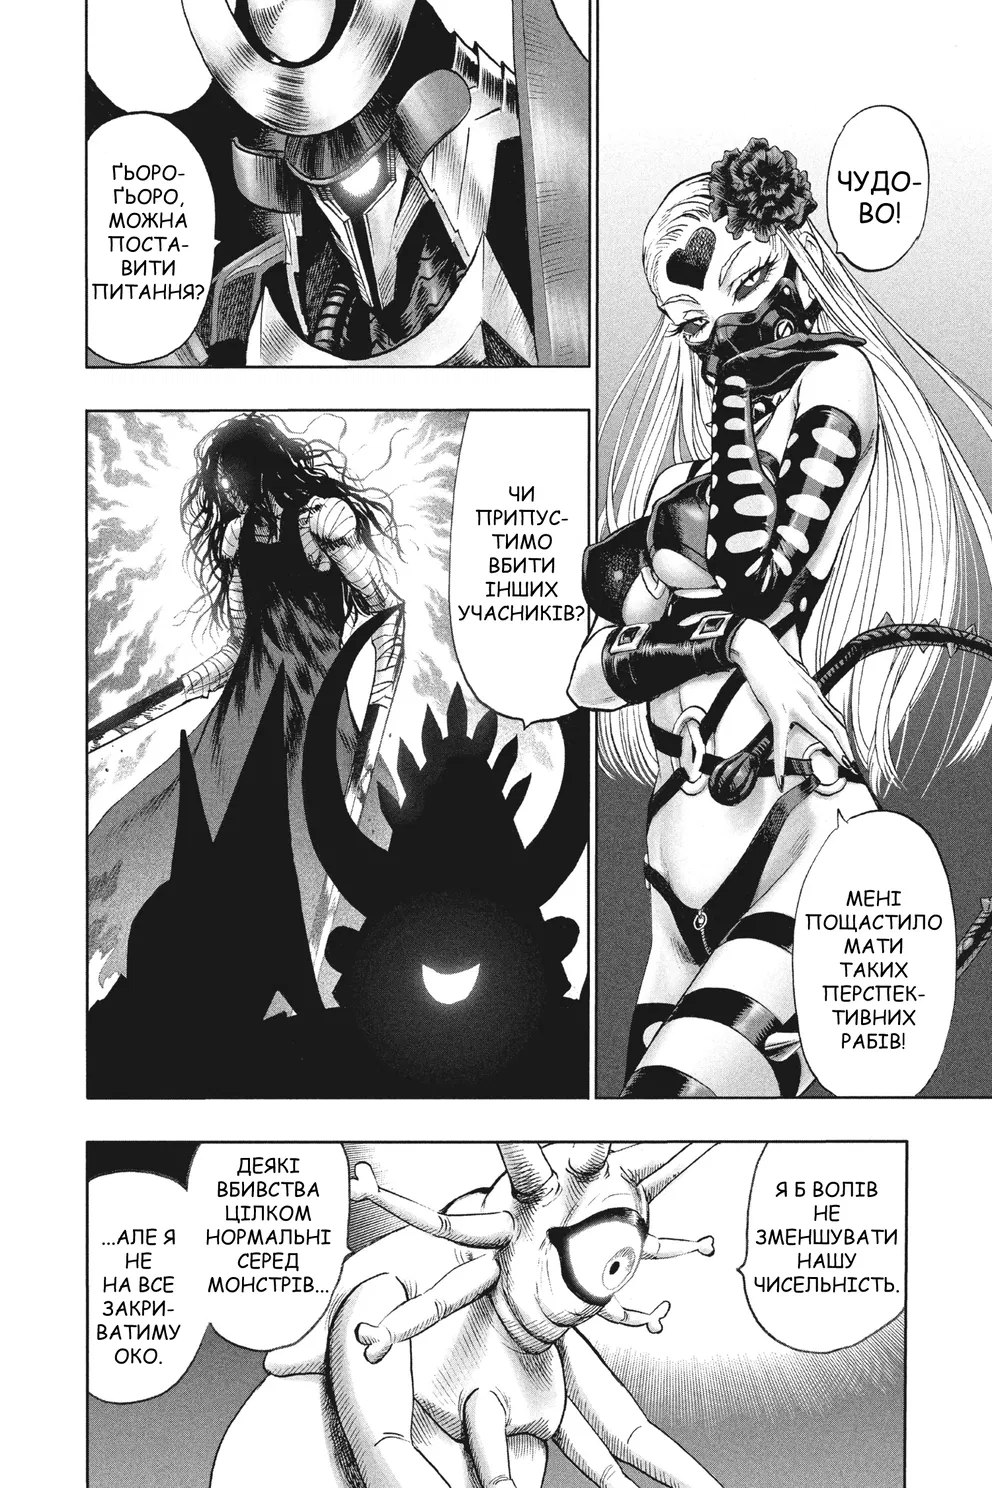 ЧУДО-
ВО!
МЕНІ
ПОЩАСТИЛО
МАТИ
ТАКИХ
ПЕРСПЕК-
ТИВНИХ
РАБІВ!
ҐЬОРО-
ҐЬОРО,
МОЖНА
ПОСТА-
ВИТИ
ПИТАННЯ?
ЧИ
ПРИПУС-
ТИМО
ВБИТИ
ІНШИХ
УЧАСНИКІВ?
Я Б ВОЛІВ
НЕ
ЗМЕНШУВАТИ
НАШУ
ЧИСЕЛЬНІСТЬ.
ДЕЯКІ
ВБИВСТВА
ЦІЛКОМ
НОРМАЛЬНІ
СЕРЕД
МОНСТРІВ...
...АЛЕ Я
НЕ
НА ВСЕ
ЗАКРИ-
ВАТИМУ
ОКО.